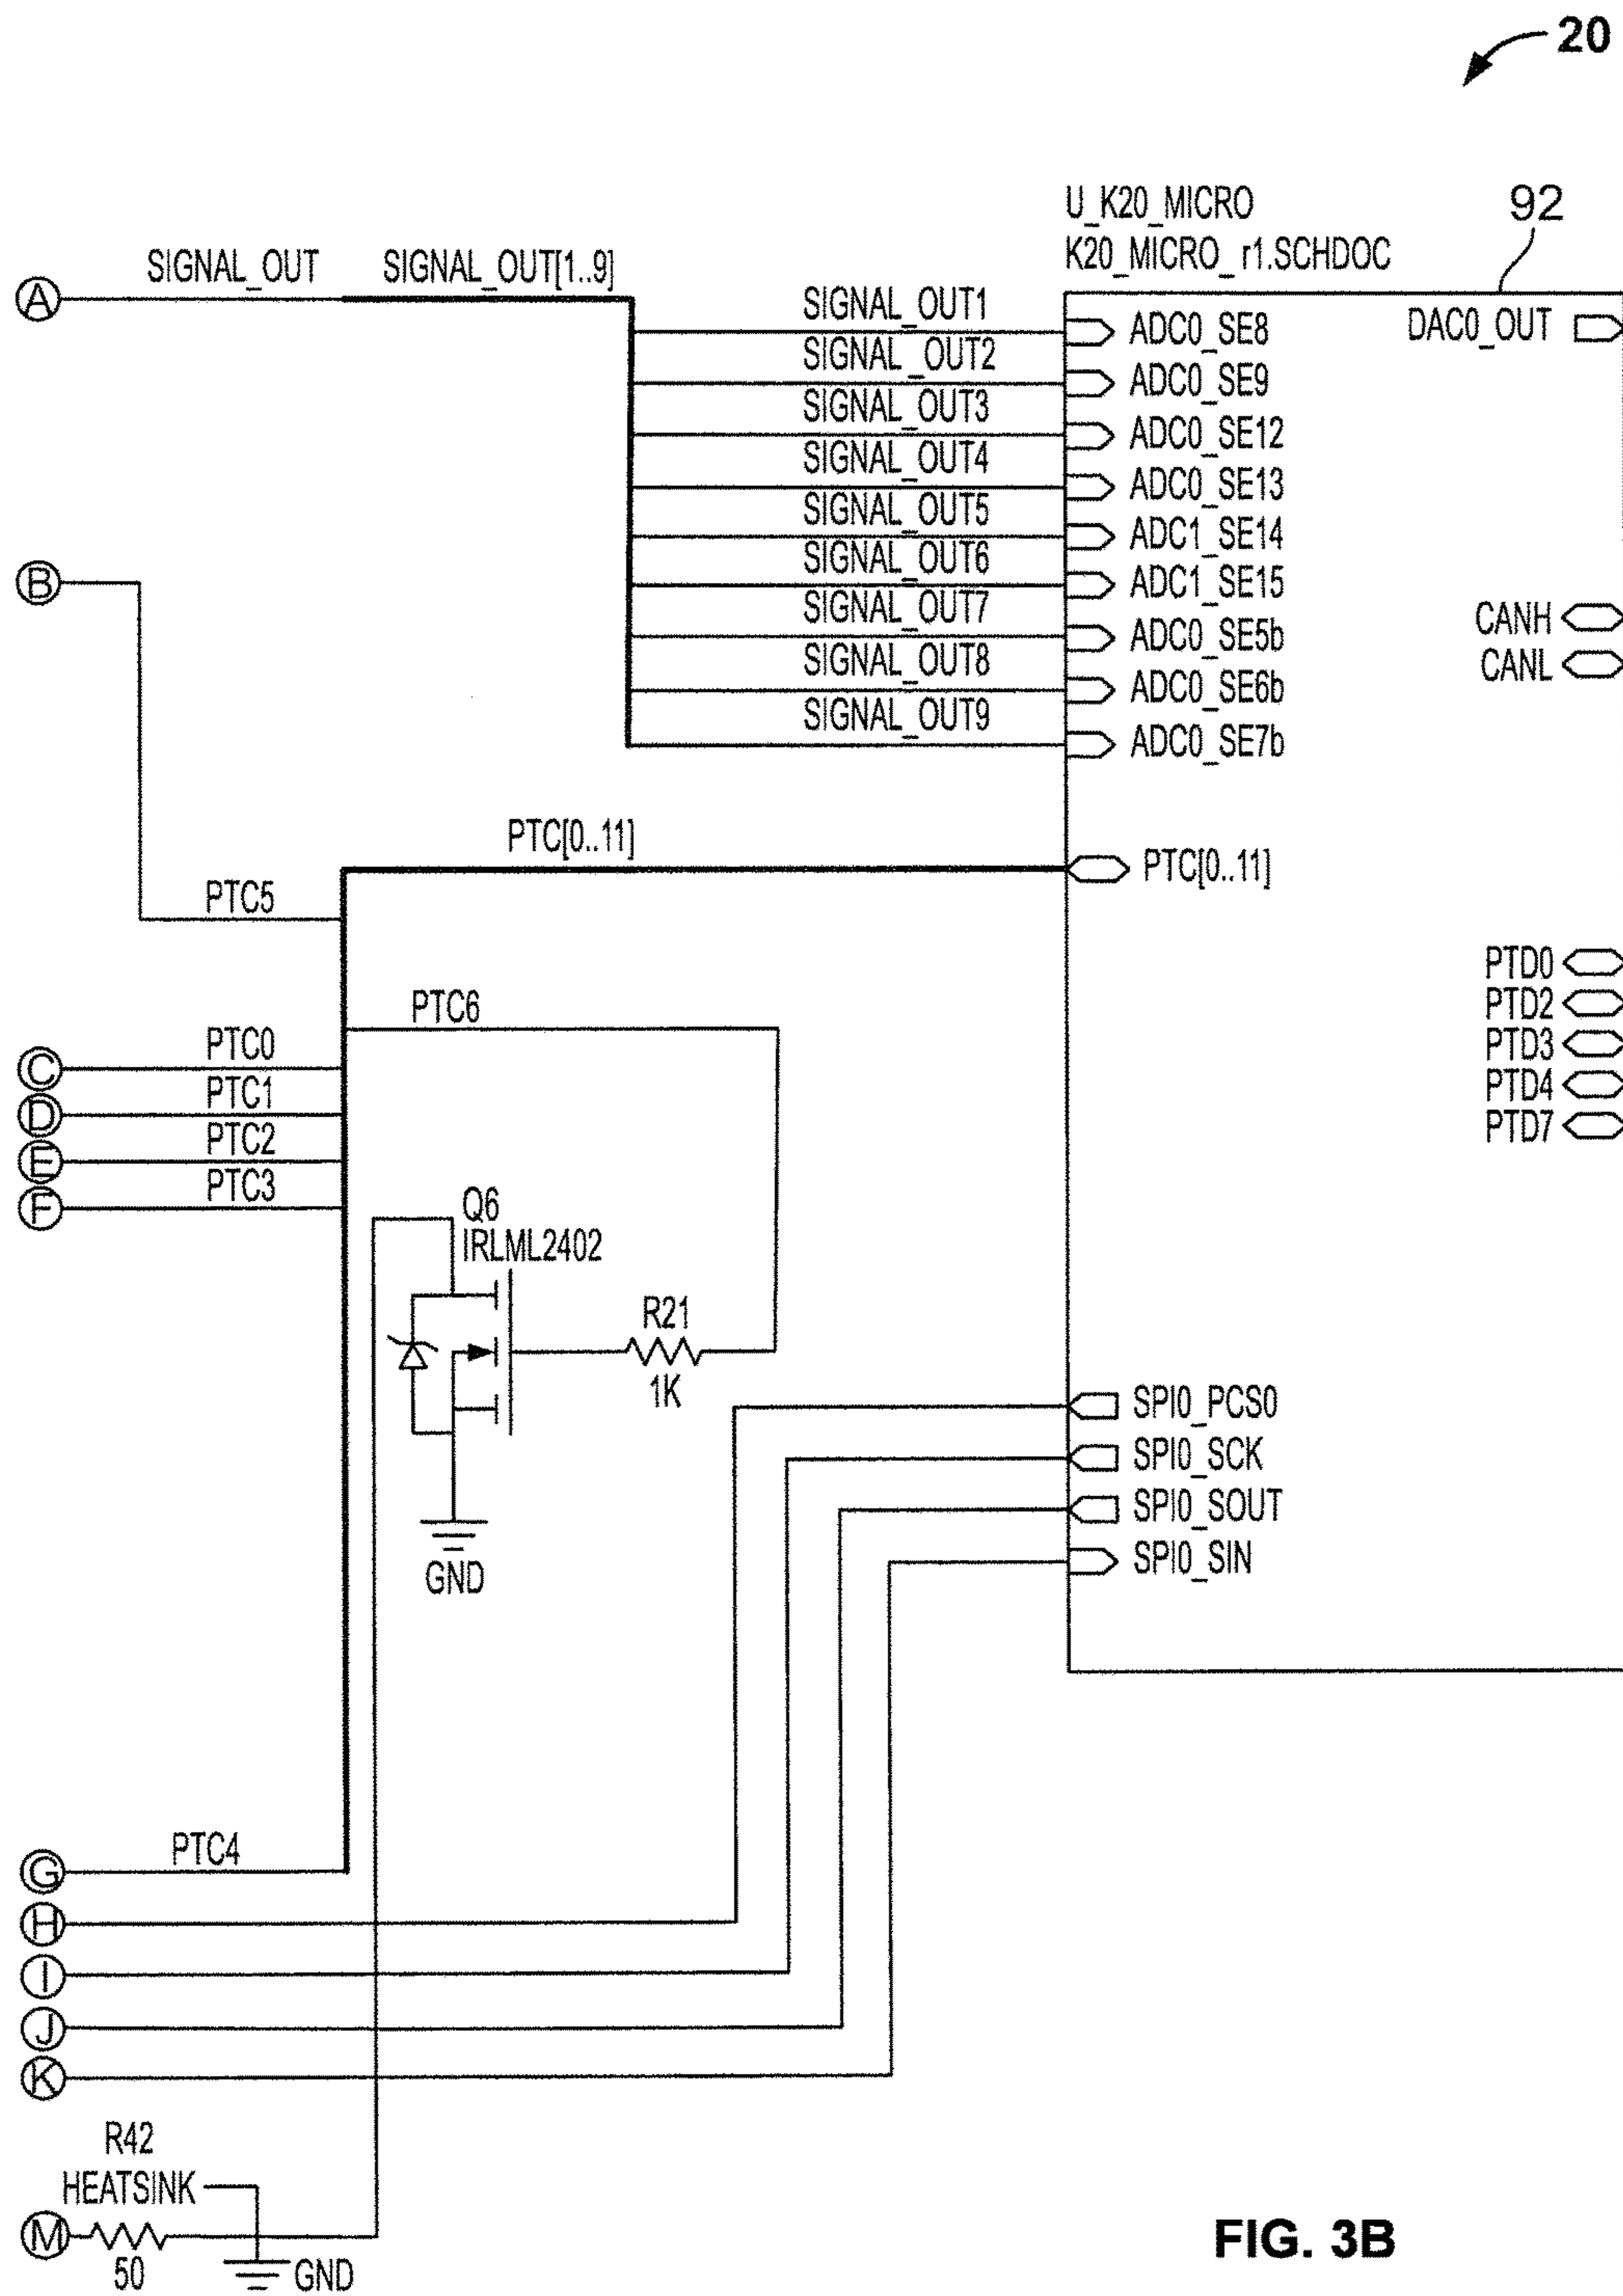 20
U_K20_MICRO
K20_MICRO_r1.SCHDOC
92
A
SIGNAL_OUT
SIGNAL_OUT[1..9]
SIGNAL_OUT1
ADC0_SE8
DAC0_OUT
SIGNAL_OUT2
ADC0_SE9
SIGNAL_OUT3
ADC0_SE12
SIGNAL_OUT4
ADC0_SE13
SIGNAL_OUT5
ADC1_SE14
SIGNAL_OUT6
ADC1_SE15
B
SIGNAL_OUT7
ADC0_SE5b
CANH
SIGNAL_OUT8
ADC0_SE6b
CANL
SIGNAL_OUT9
ADC0_SE7b
PTC[0..11]
PTC[0..11]
PTC5
PTD0
PTC6
PTD2
PTD3
C
PTC0
PTD4
D
PTC1
PTD7
E
PTC2
F
PTC3
Q6
IRLML2402
R21
1K
SPI0_PCS0
SPI0_SCK
SPI0_SOUT
SPI0_SIN
GND
G
PTC4
H
I
J
K
R42
HEATSINK
M
50
GND
FIG. 3B